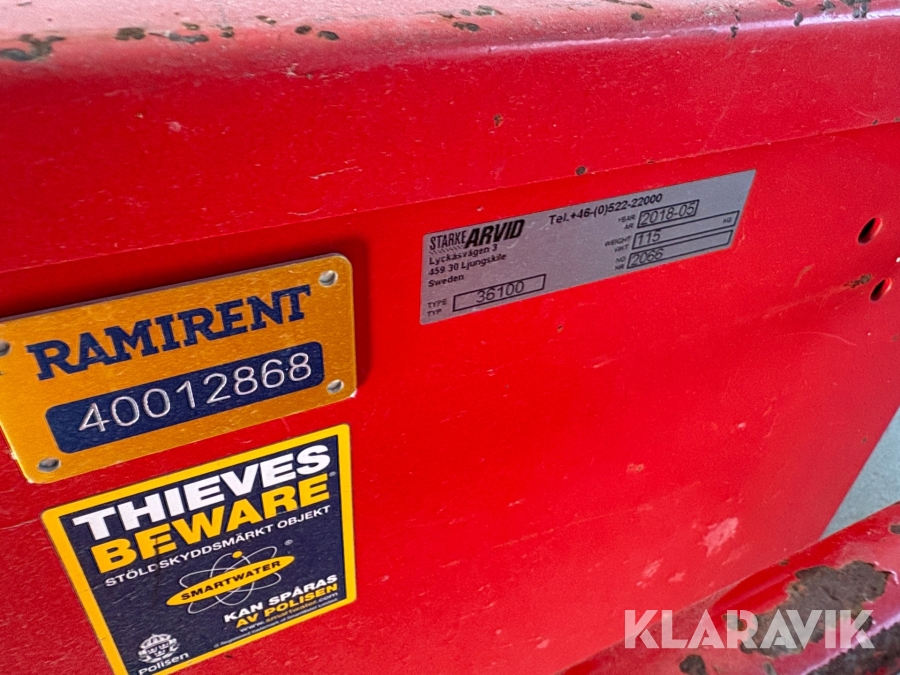 STARKE ARVID
Lyckåsvägen 3
459 30 Ljungskile
Sweden
TYPE
TYP
36100
Tel.+46-(0)522-22000
YEAR
ÅR
2018-05
WEIGHT
VIKT
115
KG
NO
NR
2066
RAMIRENT
40012868
THIEVES
BEWARE
STÖLDSKYDDSMÄRKT OBJEKT
SMARTWATER
KAN SPÅRAS
AV POLISEN
Polisen
KLARAVIK